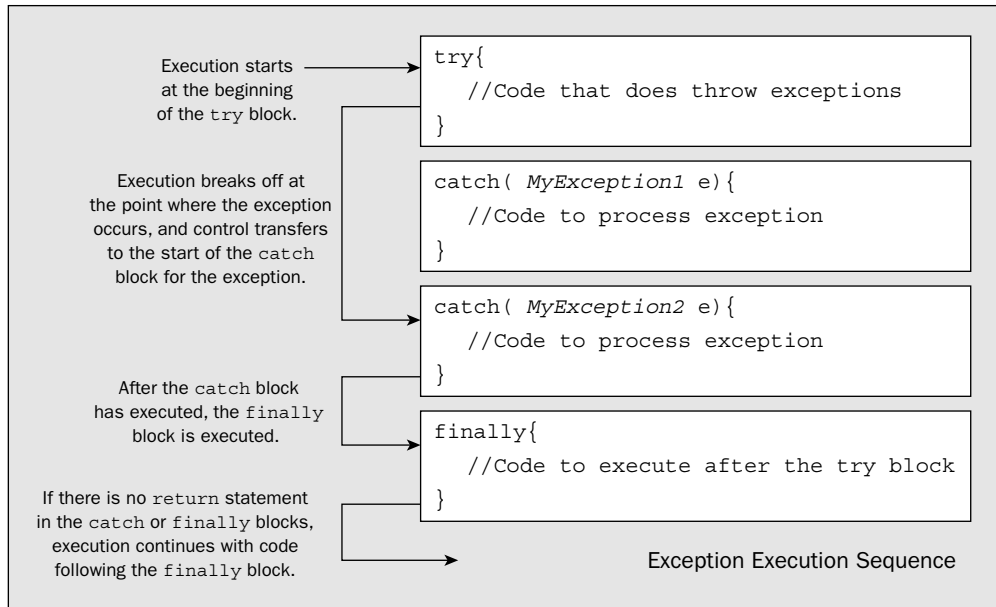 Execution starts
at the beginning
of the try block.
try{
//Code that does throw exceptions
}
Execution breaks off at
the point where the exception
occurs, and control transfers
to the start of the catch
block for the exception.
catch( MyException1 e){
//Code to process exception
}
catch( MyException2 e){
//Code to process exception
}
After the catch block
has executed, the finally
block is executed.
finally{
//Code to execute after the try block
}
If there is no return statement
in the catch or finally blocks,
execution continues with code
following the finally block.
Exception Execution Sequence